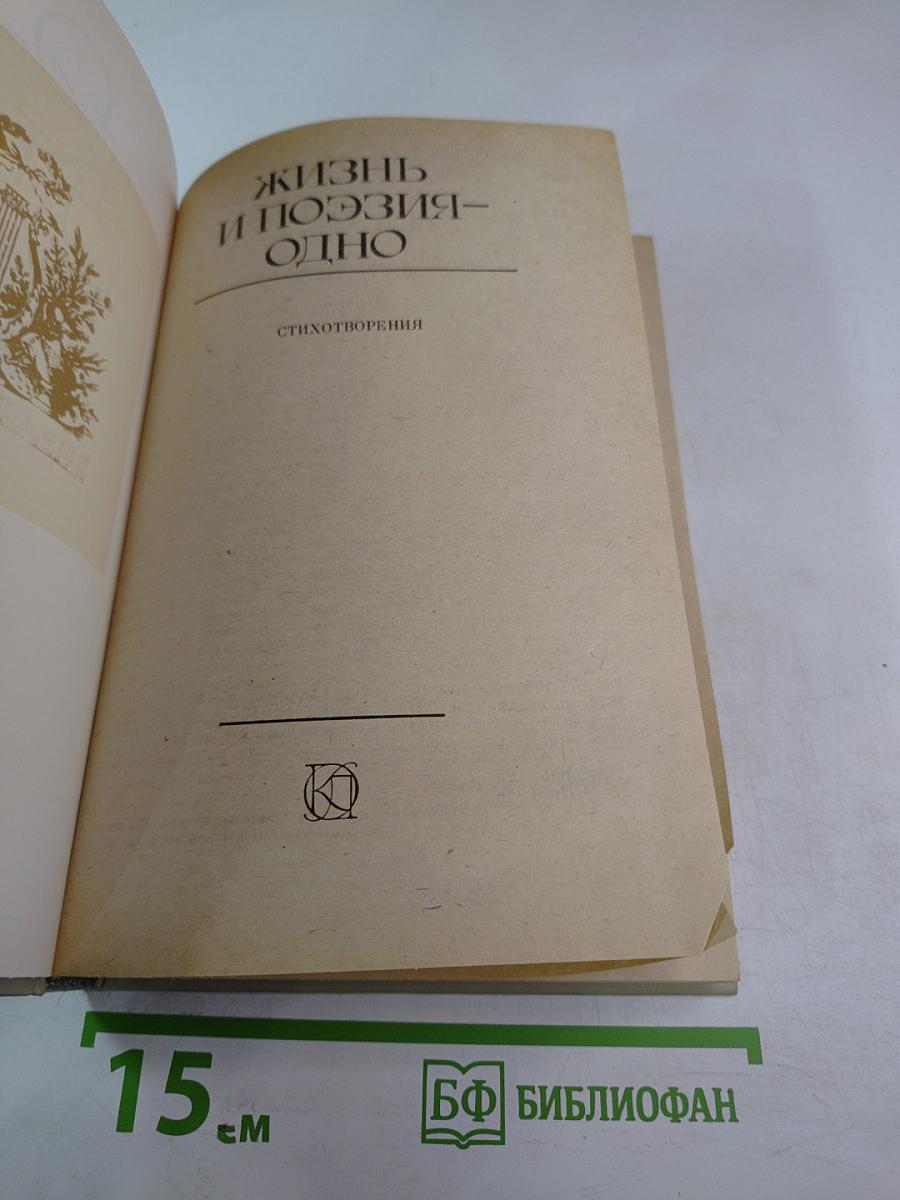 ЖИЗНЬ
И ПОЭЗИЯ—
ОДНО
СТИХОТВОРЕНИЯ
15 см
БФ БИБЛИОФАН